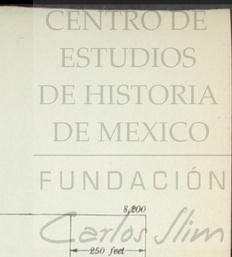 CENTRO DE
ESTUDIOS
DE HISTORIA
DE MEXICO
FUNDACIÓN
8,200
Carlos Slim
250 feet